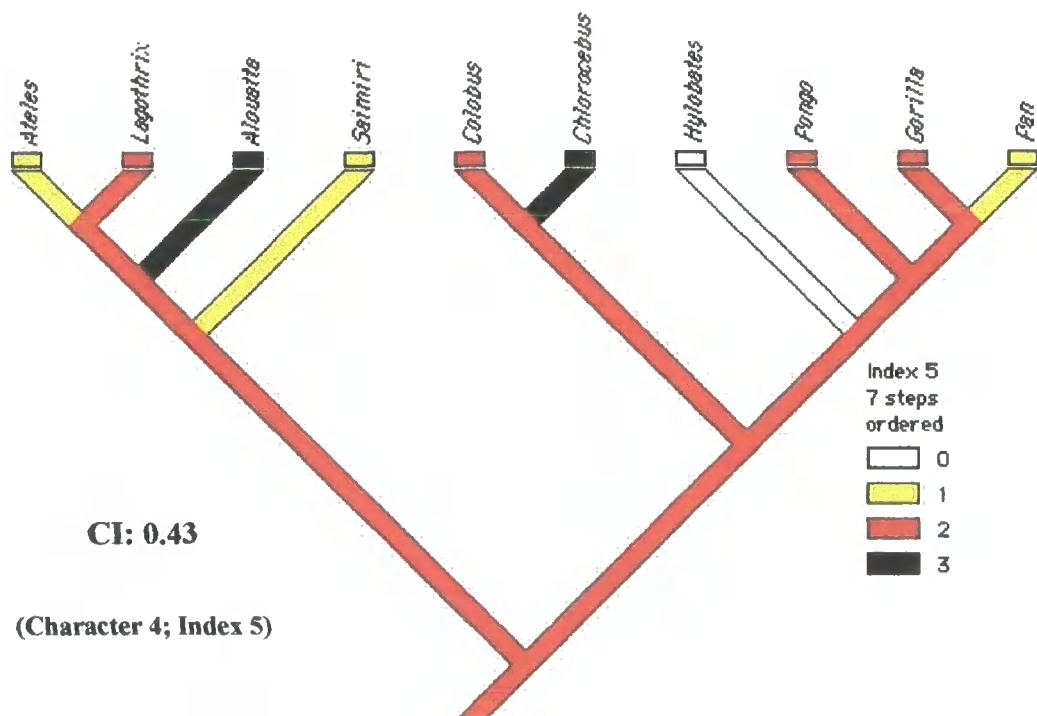 Ateles
Lagothrix
Alouatta
Saimiri
Colobus
Chlorocebus
Hylobates
Pongo
Gorilla
Pan
Index 5
7 steps
ordered
0
1
2
3
CI: 0.43
(Character 4; Index 5)